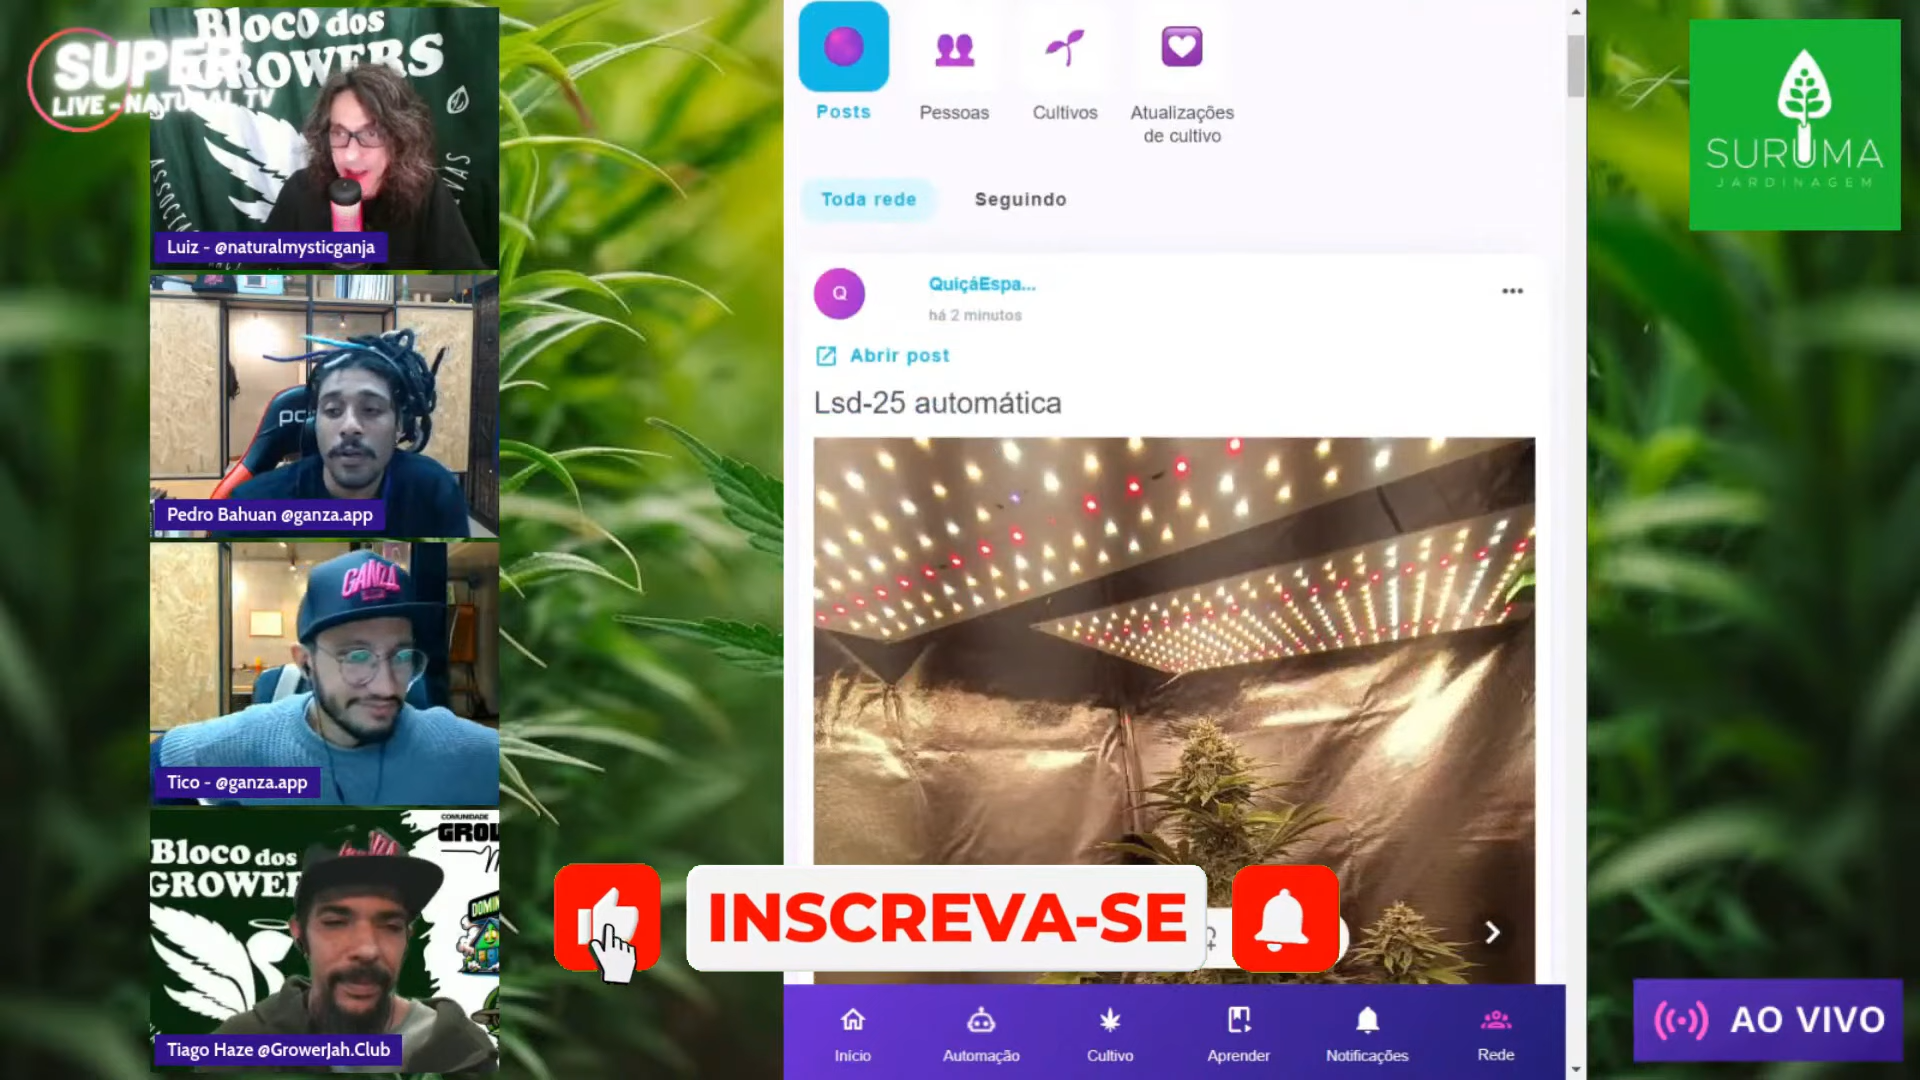 SUPER
LIVE - NATURAL TV
Bloco dos
GROWERS
Luiz - @naturalmysticganja
Pedro Bahuan @ganza.app
GANZA
Tico - @ganza.app
Bloco dos
COMUNIDADE
Tiago Haze @GrowerJah.Club
Posts
Pessoas
Cultivos
Atualizações
de cultivo
Toda rede
Seguindo
Q
QuiçáEspa...
há 2 minutos
Abrir post
Lsd-25 automática
INSCREVA-SE
Início
Automação
Cultivo
Aprender
Notificações
Rede
SURUMA
JARDINAGEM
AO VIVO